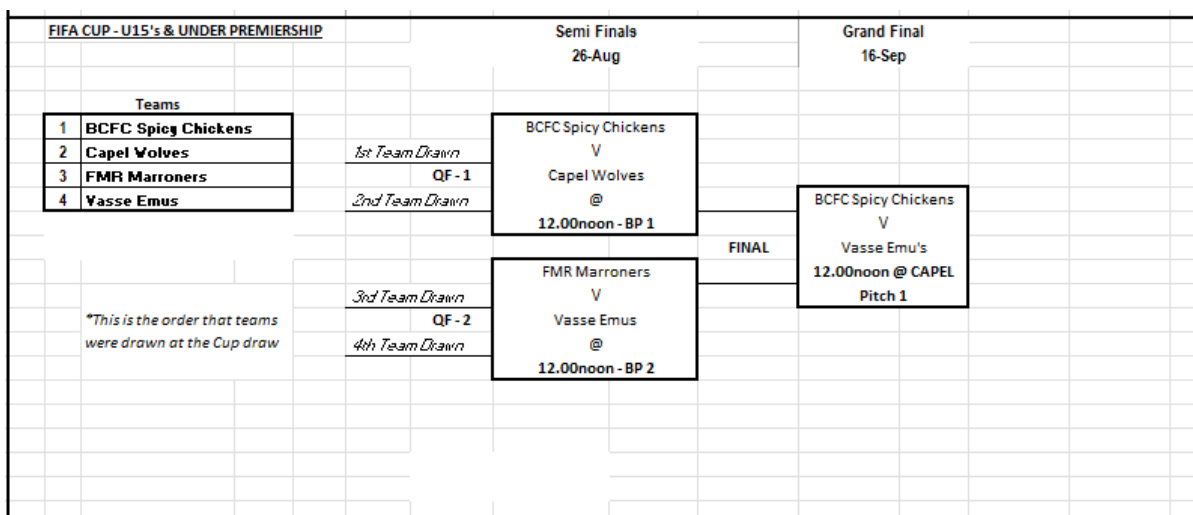 FIFA CUP - U15's & UNDER PREMIERSHIP
Semi Finals
26-Aug
Grand Final
16-Sep
Teams
1 BCFC Spicy Chickens
2 Capel Wolves
3 FMR Marroners
4 Vasse Emus
*This is the order that teams
were drawn at the Cup draw
1st Team Drawn
QF - 1
2nd Team Drawn
3rd Team Drawn
QF - 2
4th Team Drawn
BCFC Spicy Chickens
V
Capel Wolves
@
12.00noon - BP 1
FMR Marroners
V
Vasse Emus
@
12.00noon - BP 2
FINAL
BCFC Spicy Chickens
V
Vasse Emu's
12.00noon @ CAPEL
Pitch 1